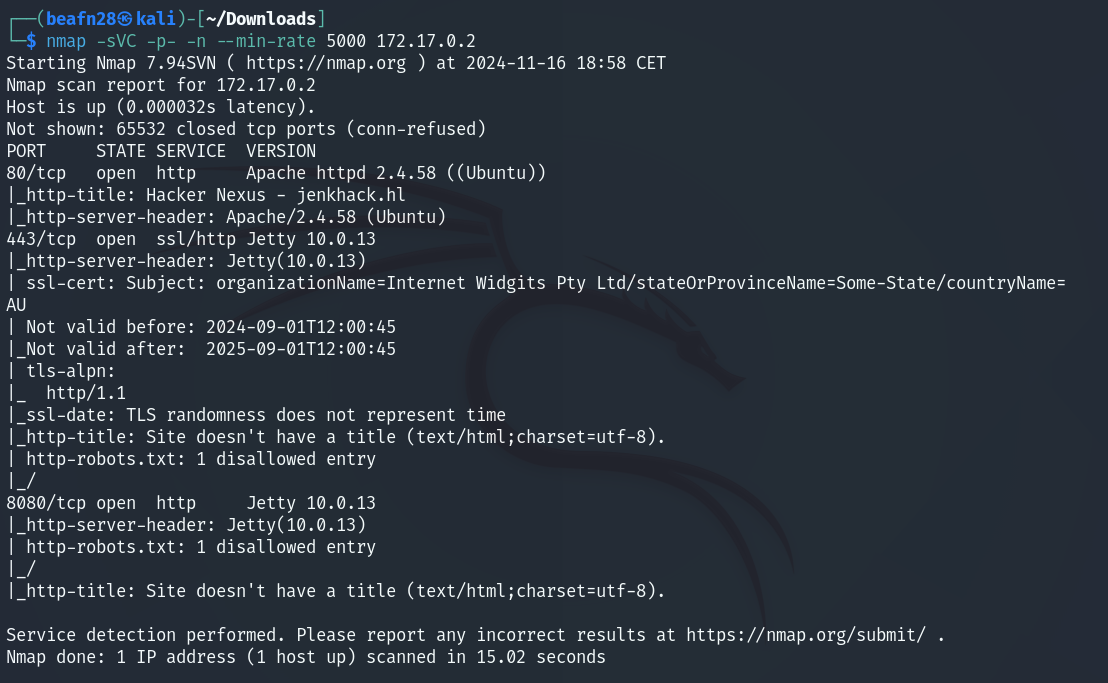 ┌──(beafn28㉿kali)-[~/Downloads]
└─$ nmap -sVC -p- -n --min-rate 5000 172.17.0.2
Starting Nmap 7.94SVN ( https://nmap.org ) at 2024-11-16 18:58 CET
Nmap scan report for 172.17.0.2
Host is up (0.000032s latency).
Not shown: 65532 closed tcp ports (conn-refused)
PORT     STATE SERVICE  VERSION
80/tcp   open  http     Apache httpd 2.4.58 ((Ubuntu))
|_http-title: Hacker Nexus - jenkhack.hl
|_http-server-header: Apache/2.4.58 (Ubuntu)
443/tcp  open  ssl/http Jetty 10.0.13
|_http-server-header: Jetty(10.0.13)
| ssl-cert: Subject: organizationName=Internet Widgits Pty Ltd/stateOrProvinceName=Some-State/countryName=
AU
| Not valid before: 2024-09-01T12:00:45
|_Not valid after:  2025-09-01T12:00:45
| tls-alpn:
|_  http/1.1
|_ssl-date: TLS randomness does not represent time
|_http-title: Site doesn't have a title (text/html;charset=utf-8).
| http-robots.txt: 1 disallowed entry
|_/
8080/tcp open  http     Jetty 10.0.13
|_http-server-header: Jetty(10.0.13)
| http-robots.txt: 1 disallowed entry
|_/
|_http-title: Site doesn't have a title (text/html;charset=utf-8).

Service detection performed. Please report any incorrect results at https://nmap.org/submit/ .
Nmap done: 1 IP address (1 host up) scanned in 15.02 seconds